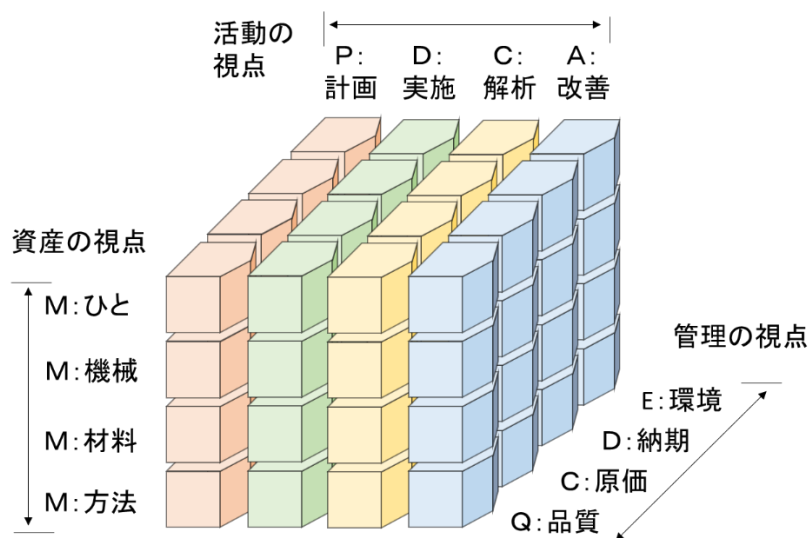 活動の
視点
P:
計画
D:
実施
C:
解析
A:
改善
資産の視点
M:ひと
M:機械
M:材料
M:方法
管理の視点
E:環境
D:納期
C:原価
Q:品質